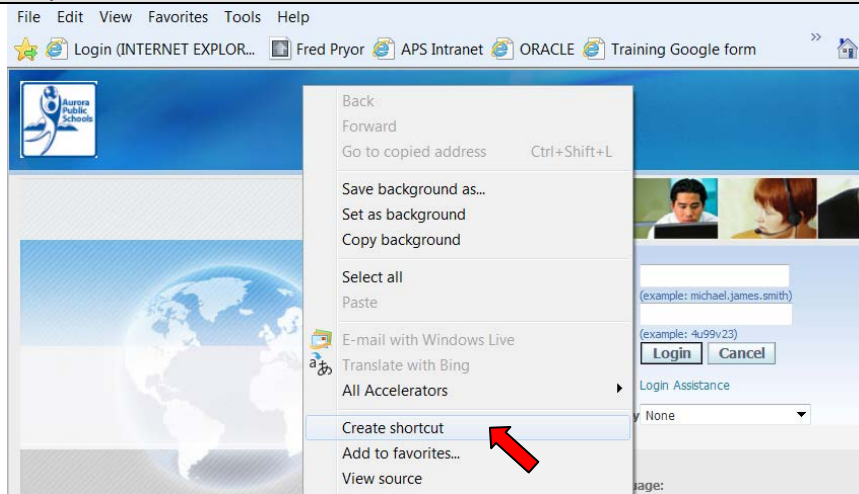 File Edit View Favorites Tools Help
Login (INTERNET EXPLOR... Fred Pryor APS Intranet ORACLE Training Google form »
Aurora
Public
Schools
Back
Forward
Go to copied address Ctrl+Shift+L
Save background as...
Set as background
Copy background
Select all
Paste
(example: michael.james.smith)
E-mail with Windows Live
(example: 4u99v23)
Translate with Bing
Login Cancel
All Accelerators
Login Assistance
Create shortcut
y None
Add to favorites...
View source
uage: